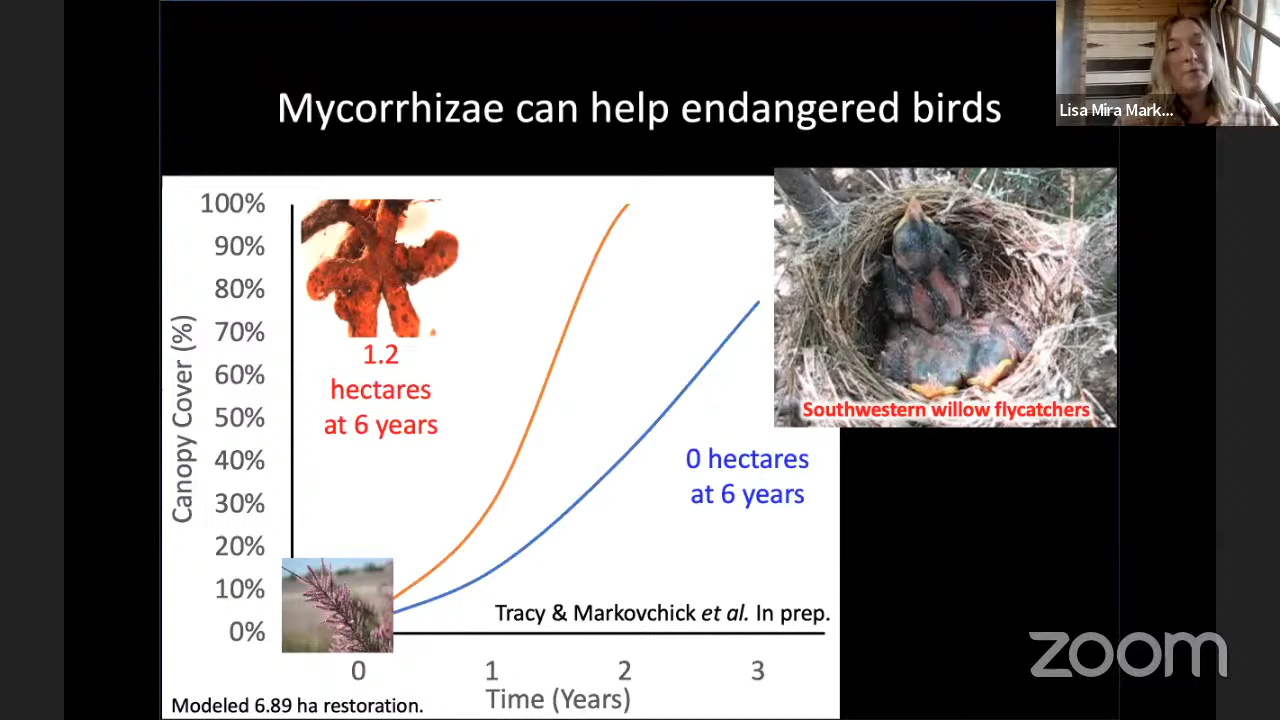 Lisa Mira Mark...
Mycorrhizae can help endangered birds
100%
90%
80%
70%
60%
50%
40%
30%
20%
10%
0%
Canopy Cover (%)
1.2
hectares
at 6 years
Southwestern willow flycatchers
0 hectares
at 6 years
Tracy & Markovchick et al. In prep.
0 1 2 3
Time (Years)
Modeled 6.89 ha restoration.
zoom